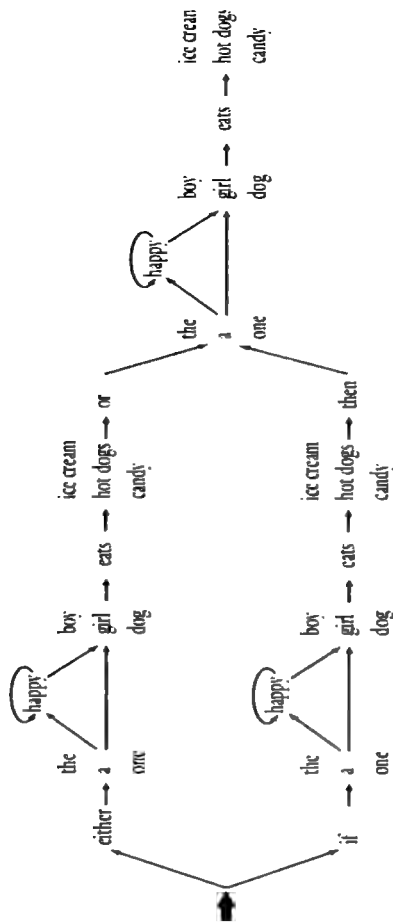 either → the
a
one
happy
boy
girl
dog
→ eats →
ice cream
hot dogs
candy
→ or
if → the
a
one
happy
boy
girl
dog
→ eats →
ice cream
hot dogs
candy
→ then
the
a
one
happy
boy
girl
dog
→ eats →
ice cream
hot dogs
candy